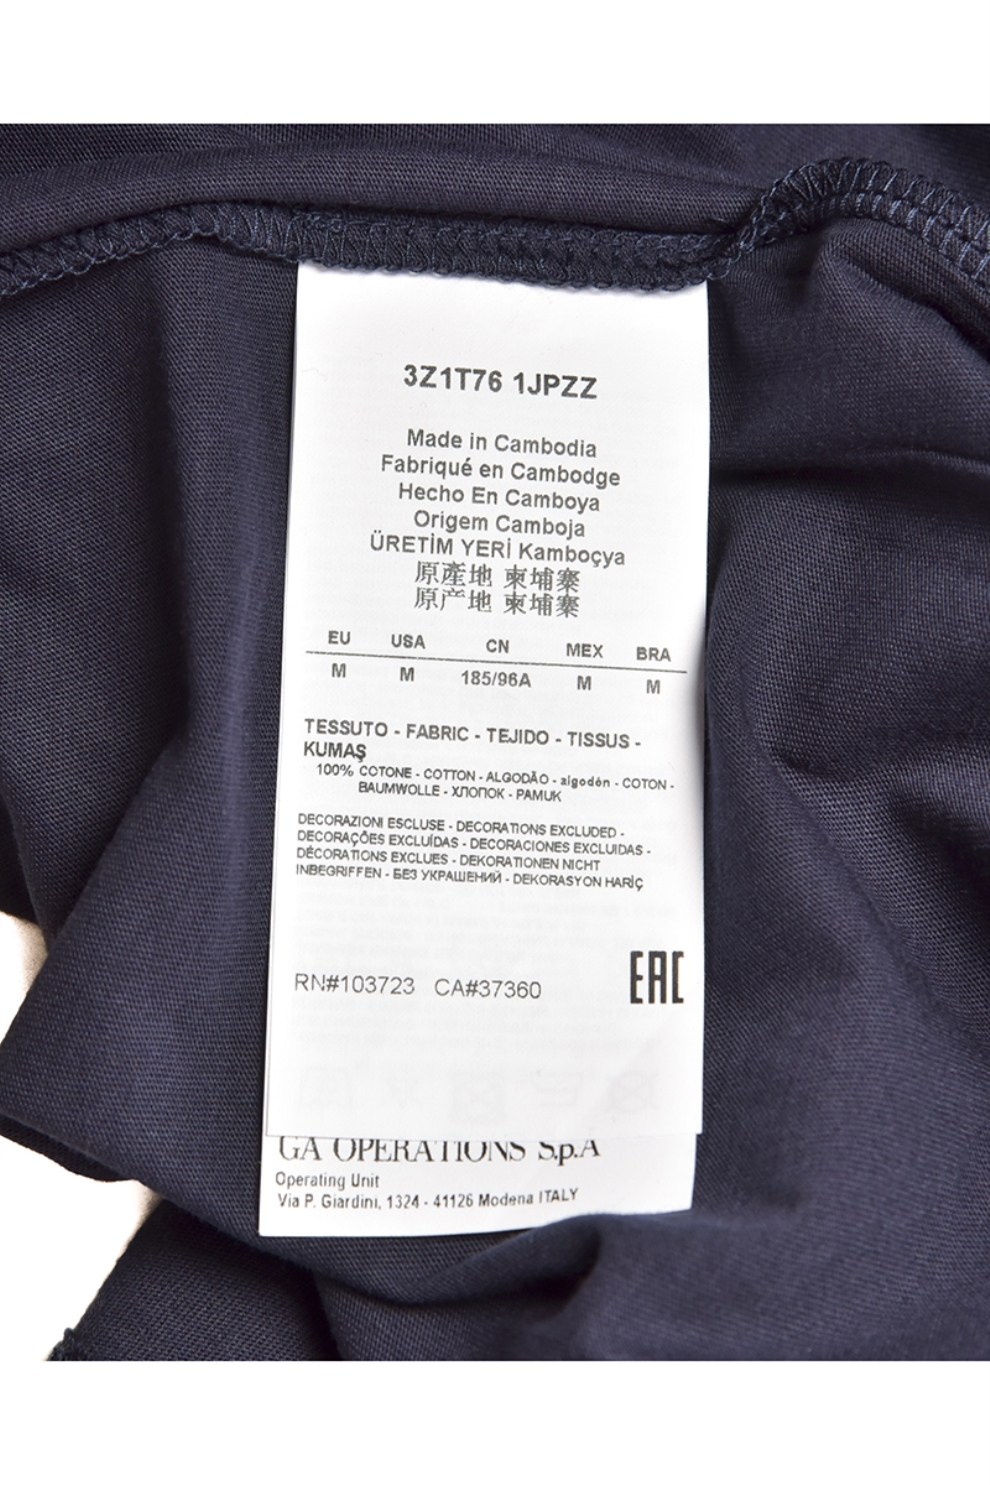 3Z1T76 1JPZZ
Made in Cambodia
Fabriqué en Cambodge
Hecho En Camboya
Origem Camboja
ÜRETİM YERİ Kamboçya
原產地 柬埔寨
原产地 柬埔寨
EU USA CN MEX BRA
M M 185/96A M M
TESSUTO - FABRIC - TEJIDO - TISSUS -
KUMAŞ
100% COTONE - COTTON - ALGODÃO - algodón - COTON -
BAUMWOLLE - ХЛОПОК - PAMUK
DECORAZIONI ESCLUSE - DECORATIONS EXCLUDED -
DECORAÇÕES EXCLUÍDAS - DECORACIONES EXCLUIDAS -
DÉCORATIONS EXCLUES - DEKORATIONEN NICHT
INBEGRIFFEN - БЕЗ УКРАШЕНИЙ - DEKORASYON HARİÇ
RN#103723 CA#37360
EAC
GA OPERATIONS S.p.A
Operating Unit
Via P. Giardini, 1324 - 41126 Modena ITALY